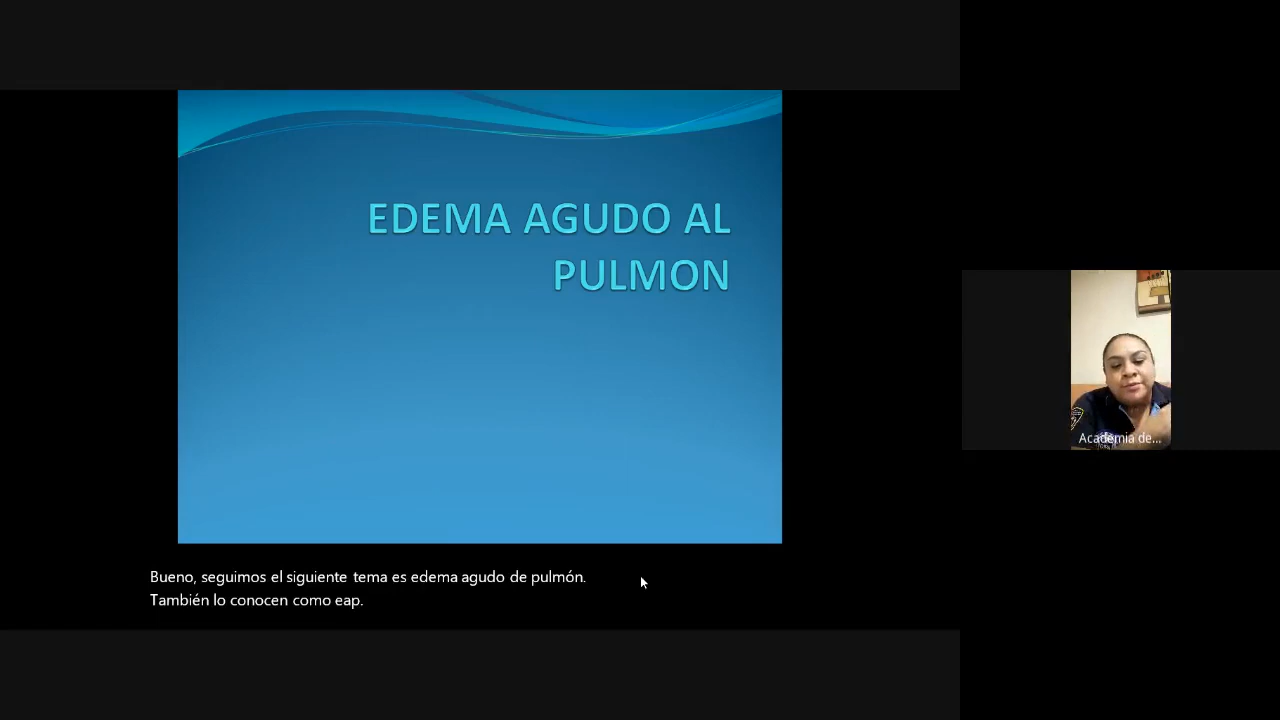 EDEMA AGUDO AL
PULMON
Academia de...
Bueno, seguimos el siguiente tema es edema agudo de pulmón.
También lo conocen como eap.